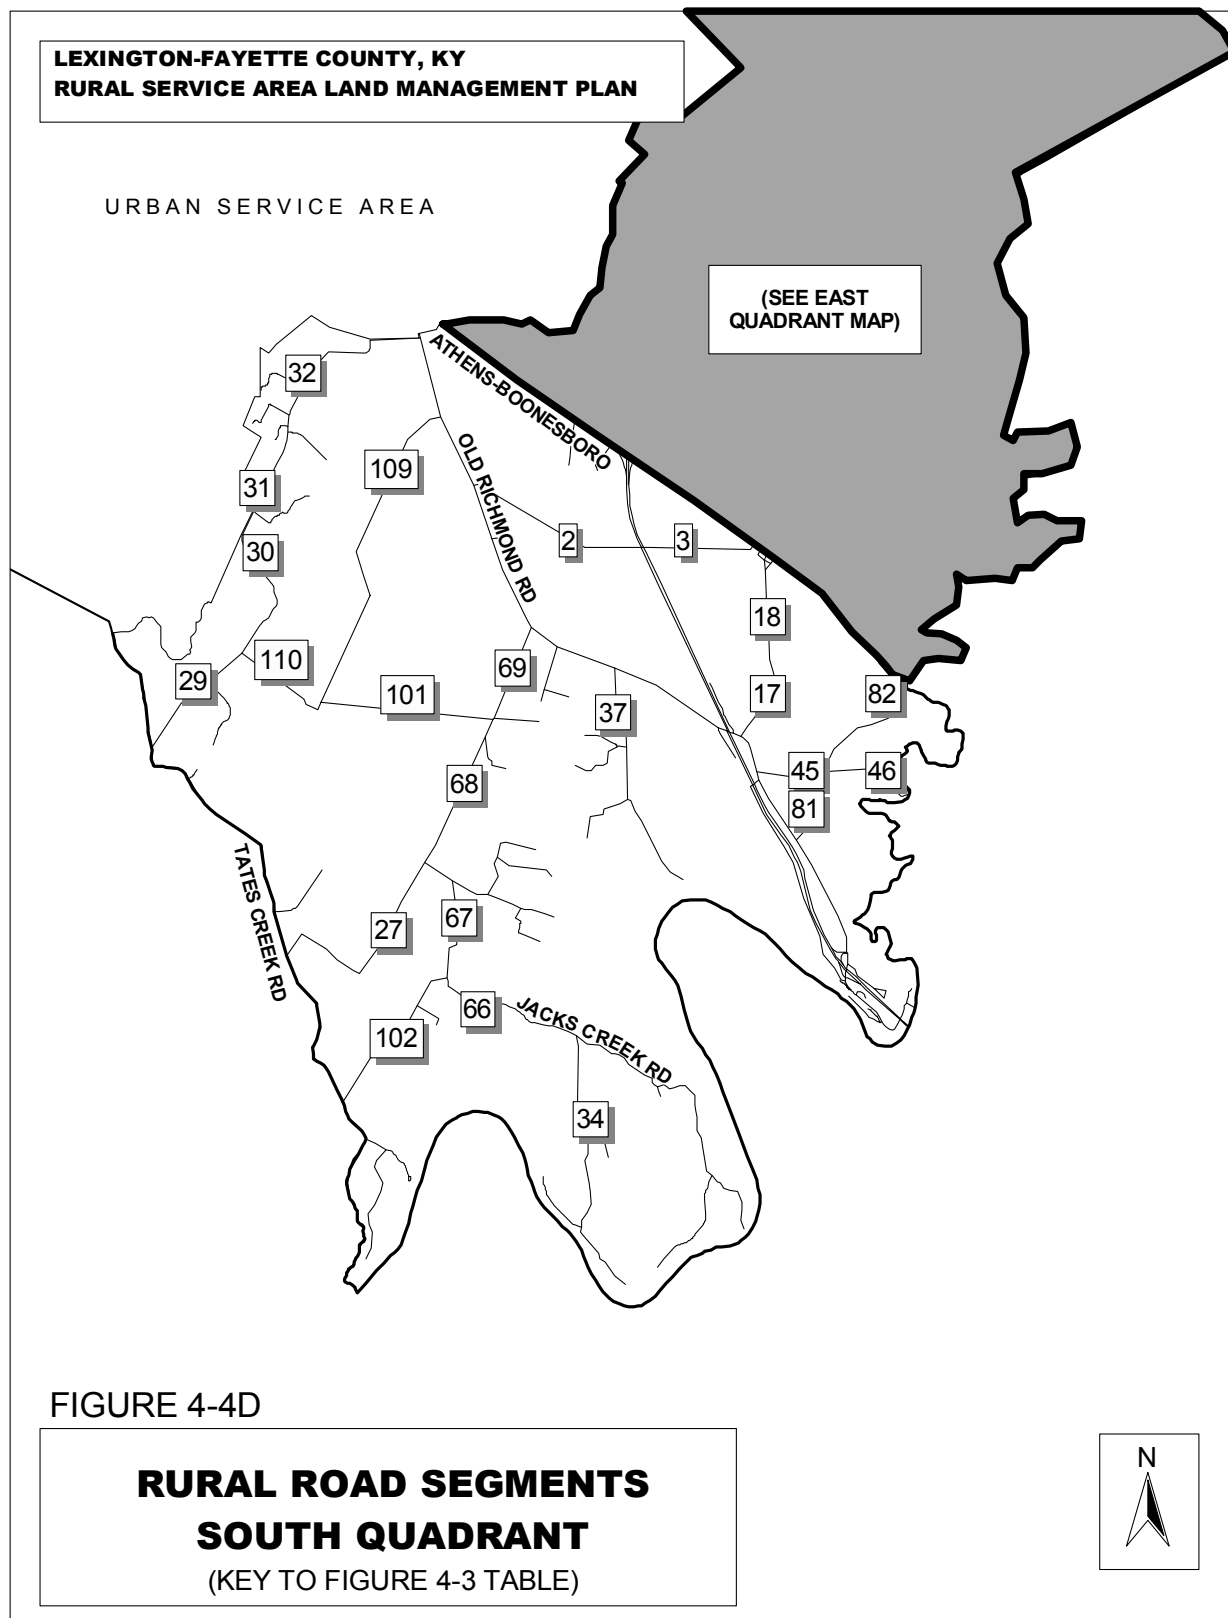 LEXINGTON-FAYETTE COUNTY, KY
RURAL SERVICE AREA LAND MANAGEMENT PLAN
URBAN SERVICE AREA
(SEE EAST
QUADRANT MAP)
ATHENS-BOONESBORO
32
OLD RICHMOND RD
109
31
2
3
30
18
110
69
29
101
17
82
37
45
46
68
81
TATES CREEK RD
67
27
66
JACKS CREEK RD
102
34
FIGURE 4-4D
RURAL ROAD SEGMENTS
SOUTH QUADRANT
(KEY TO FIGURE 4-3 TABLE)
N